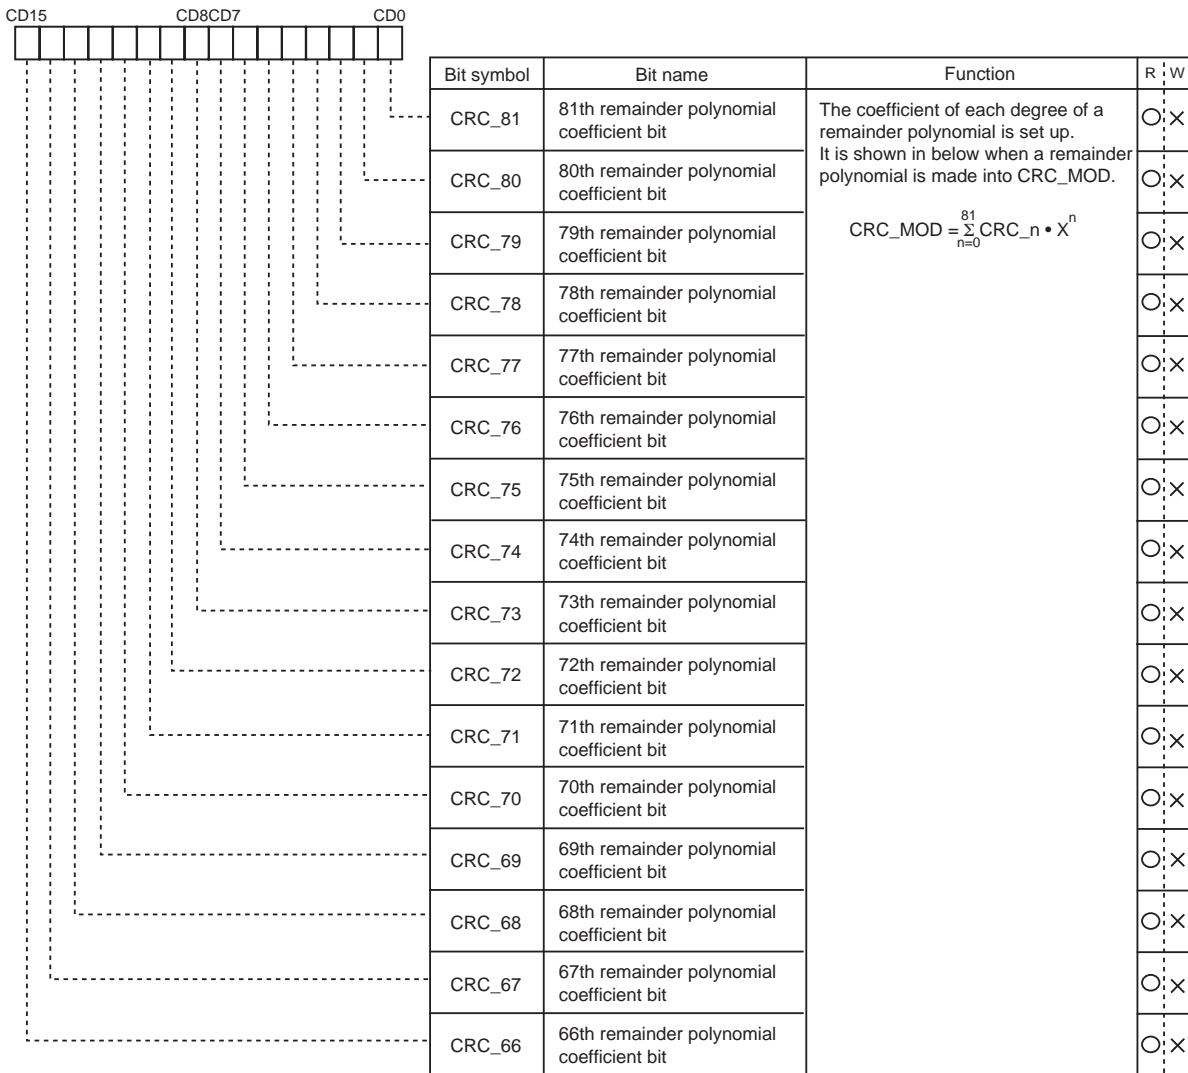 CD15 CD8CD7 CD0
Bit symbol Bit name Function R W
CRC_81 81th remainder polynomial
coefficient bit
The coefficient of each degree of a
remainder polynomial is set up.
It is shown in below when a remainder
polynomial is made into CRC_MOD.
CRC_MOD = 81 Σ n=0 CRC_n • X^n
○ ×
CRC_80 80th remainder polynomial
coefficient bit
○ ×
CRC_79 79th remainder polynomial
coefficient bit
○ ×
CRC_78 78th remainder polynomial
coefficient bit
○ ×
CRC_77 77th remainder polynomial
coefficient bit
○ ×
CRC_76 76th remainder polynomial
coefficient bit
○ ×
CRC_75 75th remainder polynomial
coefficient bit
○ ×
CRC_74 74th remainder polynomial
coefficient bit
○ ×
CRC_73 73th remainder polynomial
coefficient bit
○ ×
CRC_72 72th remainder polynomial
coefficient bit
○ ×
CRC_71 71th remainder polynomial
coefficient bit
○ ×
CRC_70 70th remainder polynomial
coefficient bit
○ ×
CRC_69 69th remainder polynomial
coefficient bit
○ ×
CRC_68 68th remainder polynomial
coefficient bit
○ ×
CRC_67 67th remainder polynomial
coefficient bit
○ ×
CRC_66 66th remainder polynomial
coefficient bit
○ ×